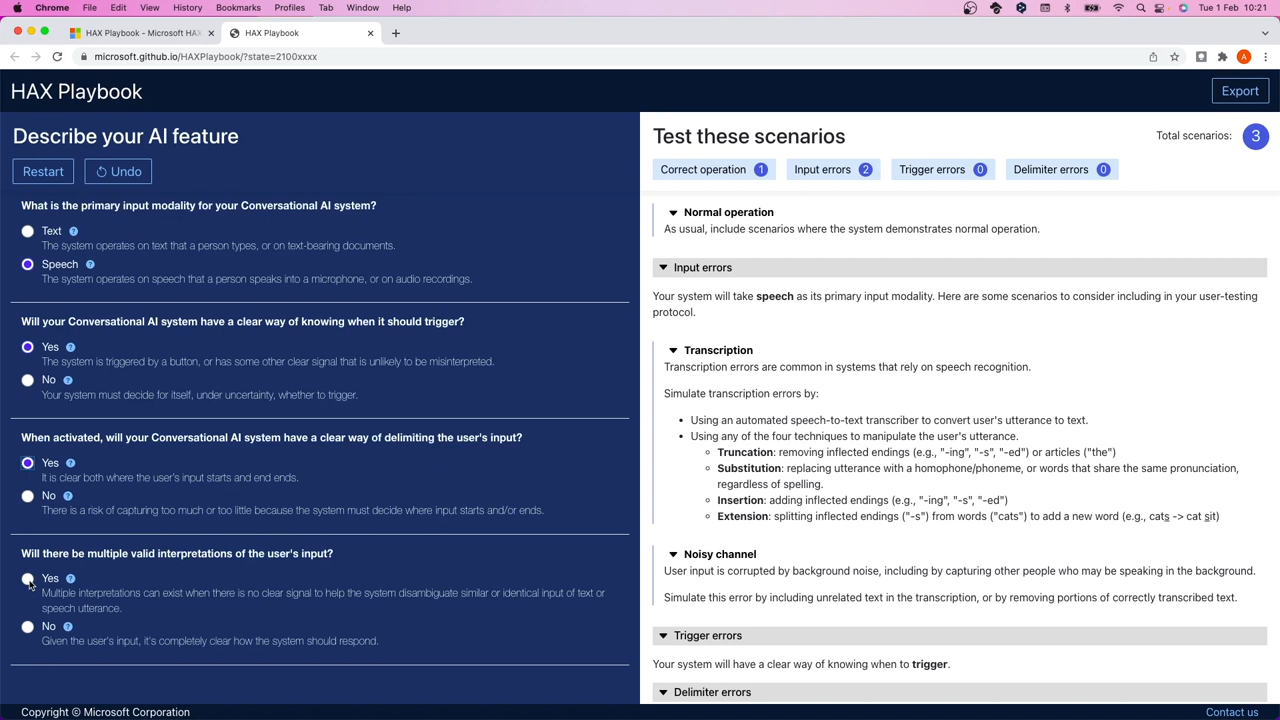 Chrome File Edit View History Bookmarks Profiles Tab Window Help Tue 1 Feb 10:21
HAX Playbook - Microsoft HAX
HAX Playbook
microsoft.github.io/HAXPlaybook/?state=2100xxxx
A
HAX Playbook
Export
Describe your AI feature
Restart
Undo
What is the primary input modality for your Conversational AI system?
Text ?
The system operates on text that a person types, or on text-bearing documents.
Speech ?
The system operates on speech that a person speaks into a microphone, or on audio recordings.
Will your Conversational AI system have a clear way of knowing when it should trigger?
Yes ?
The system is triggered by a button, or has some other clear signal that is unlikely to be misinterpreted.
No ?
Your system must decide for itself, under uncertainty, whether to trigger.
When activated, will your Conversational AI system have a clear way of delimiting the user's input?
Yes ?
It is clear both where the user's input starts and end ends.
No ?
There is a risk of capturing too much or too little because the system must decide where input starts and/or ends.
Will there be multiple valid interpretations of the user's input?
Yes ?
Multiple interpretations can exist when there is no clear signal to help the system disambiguate similar or identical input of text or
speech utterance.
No ?
Given the user's input, it's completely clear how the system should respond.
Test these scenarios
Total scenarios: 3
Correct operation 1
Input errors 2
Trigger errors 0
Delimiter errors 0
Normal operation
As usual, include scenarios where the system demonstrates normal operation.
Input errors
Your system will take speech as its primary input modality. Here are some scenarios to consider including in your user-testing
protocol.
Transcription
Transcription errors are common in systems that rely on speech recognition.
Simulate transcription errors by:
• Using an automated speech-to-text transcriber to convert user's utterance to text.
• Using any of the four techniques to manipulate the user's utterance.
Truncation: removing inflected endings (e.g., "-ing", "-s", "-ed") or articles ("the")
Substitution: replacing utterance with a homophone/phoneme, or words that share the same pronunciation,
regardless of spelling.
Insertion: adding inflected endings (e.g., "-ing", "-s", "-ed")
Extension: splitting inflected endings ("-s") from words ("cats") to add a new word (e.g., cats -> cat sit)
Noisy channel
User input is corrupted by background noise, including by capturing other people who may be speaking in the background.
Simulate this error by including unrelated text in the transcription, or by removing portions of correctly transcribed text.
Trigger errors
Your system will have a clear way of knowing when to trigger.
Delimiter errors
Copyright © Microsoft Corporation
Contact us